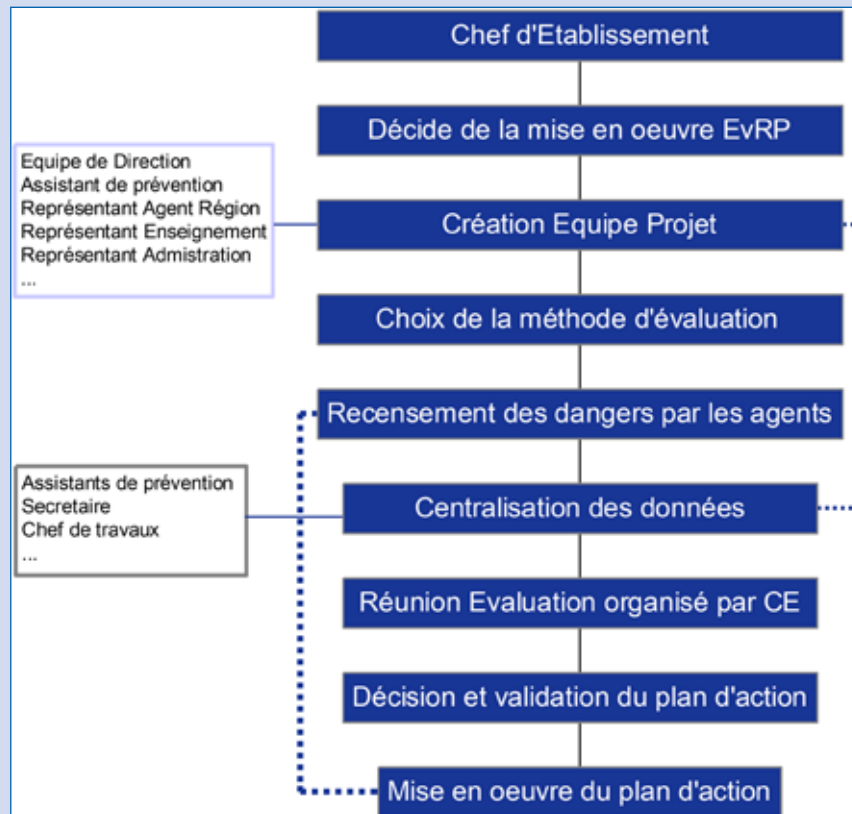 Chef d'Etablissement
Décide de la mise en oeuvre EvRP
Equipe de Direction
Assistant de prévention
Représentant Agent Région
Représentant Enseignement
Représentant Admistration
...
Création Equipe Projet
Choix de la méthode d'évaluation
Recensement des dangers par les agents
Assistants de prévention
Secretaire
Chef de travaux
...
Centralisation des données
Réunion Evaluation organisé par CE
Décision et validation du plan d'action
Mise en oeuvre du plan d'action